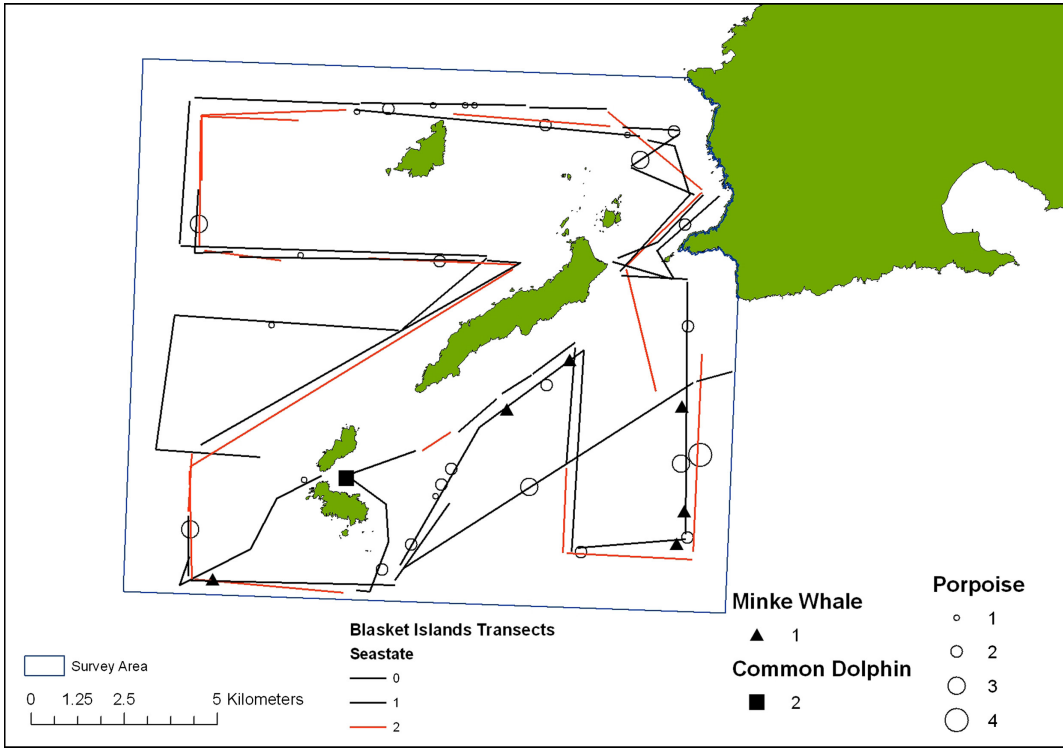 Blasket Islands Transects
Seastate
0
1
2
Survey Area
0 1.25 2.5 5 Kilometers
Minke Whale
1
Common Dolphin
2
Porpoise
1
2
3
4